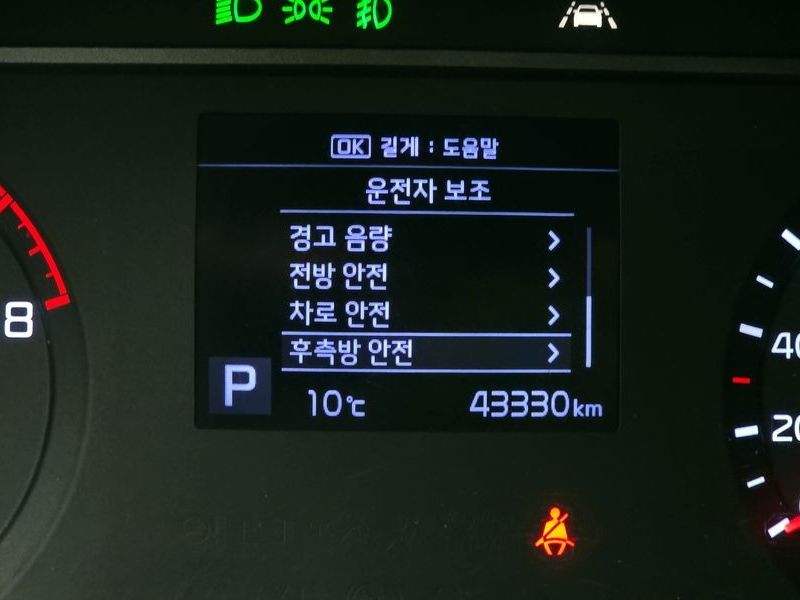 OK 길게 : 도움말
운전자 보조
경고 음량
전방 안전
차로 안전
후측방 안전
P
10℃ 43330km
8
40
20